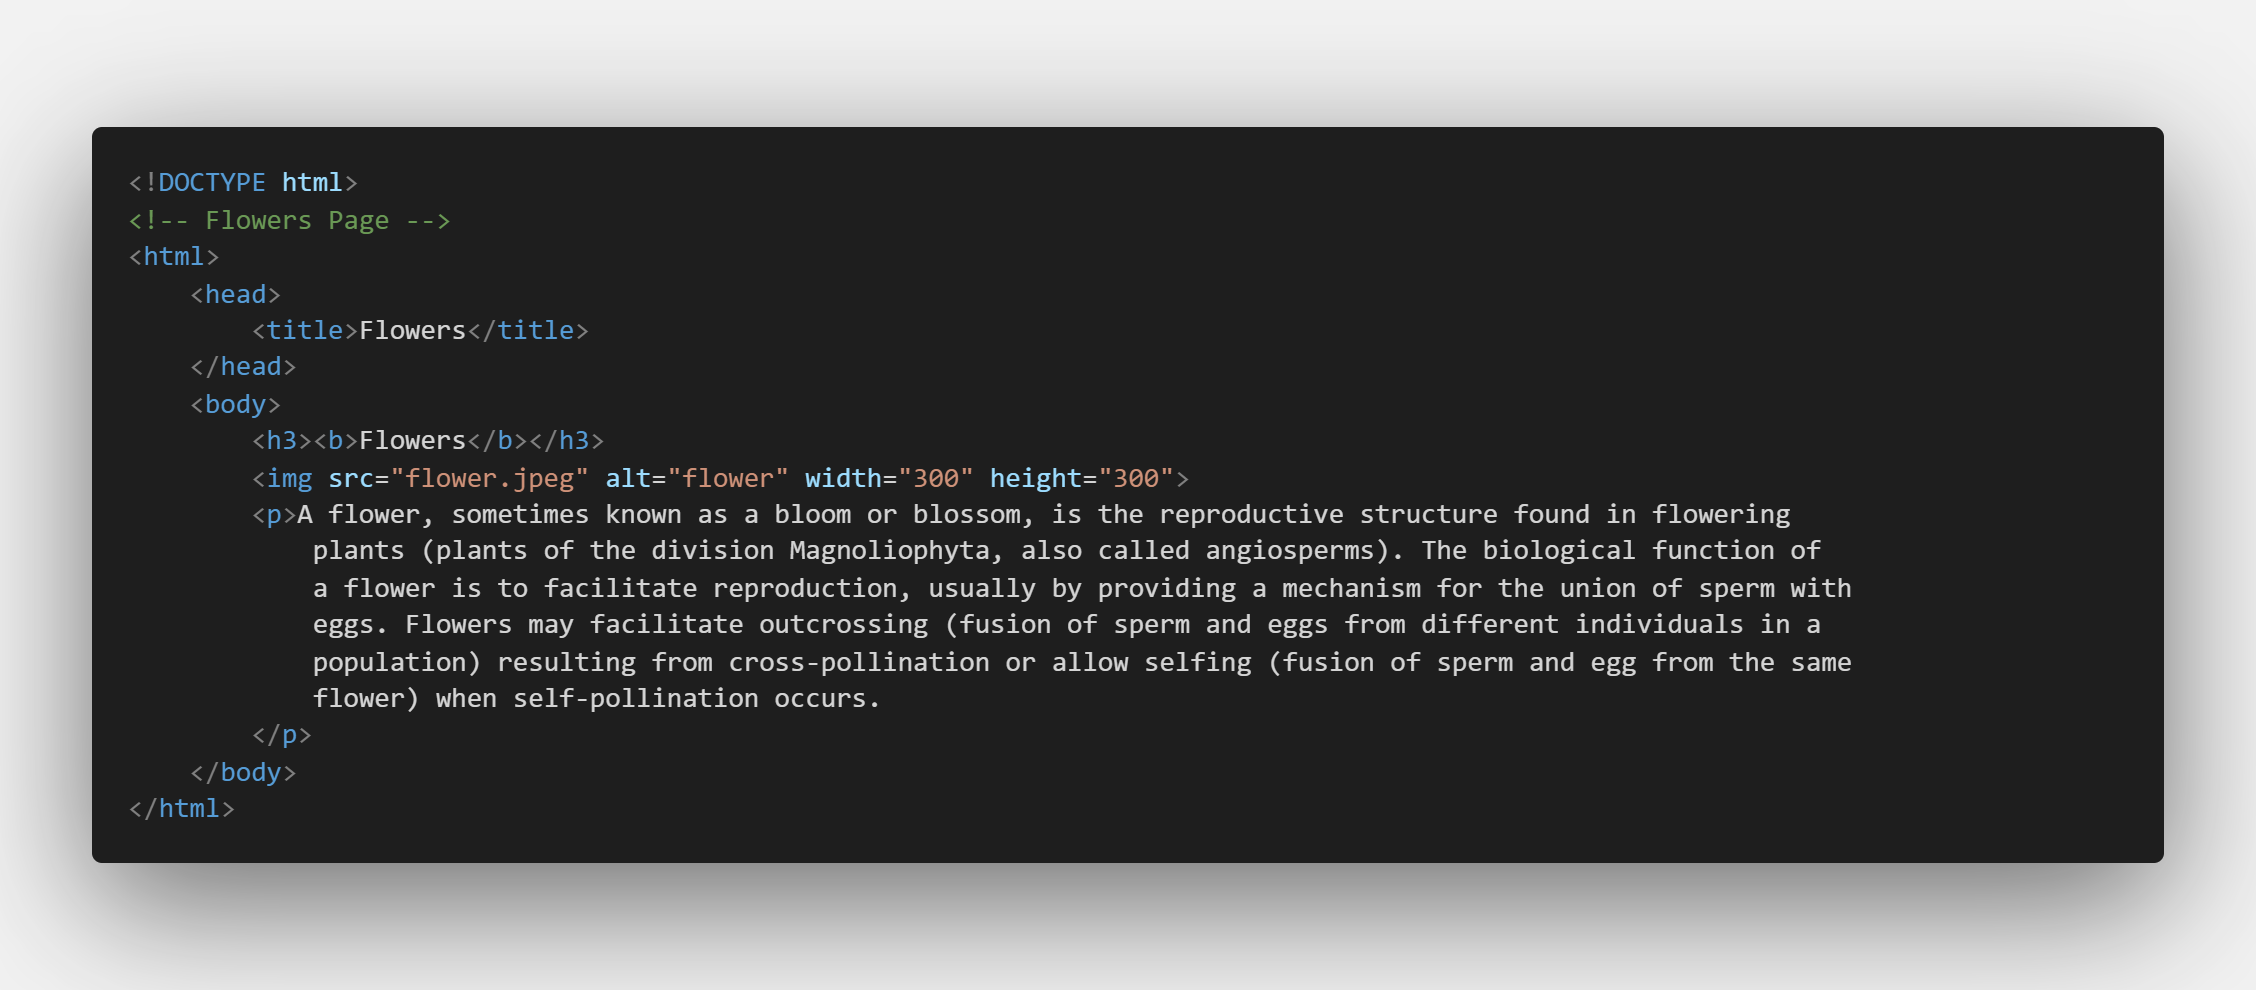 <!DOCTYPE html>
<!-- Flowers Page -->
<html>
    <head>
        <title>Flowers</title>
    </head>
    <body>
        <h3><b>Flowers</b></h3>
        <img src="flower.jpeg" alt="flower" width="300" height="300">
        <p>A flower, sometimes known as a bloom or blossom, is the reproductive structure found in flowering
            plants (plants of the division Magnoliophyta, also called angiosperms). The biological function of
            a flower is to facilitate reproduction, usually by providing a mechanism for the union of sperm with
            eggs. Flowers may facilitate outcrossing (fusion of sperm and eggs from different individuals in a
            population) resulting from cross-pollination or allow selfing (fusion of sperm and egg from the same
            flower) when self-pollination occurs.
        </p>
    </body>
</html>